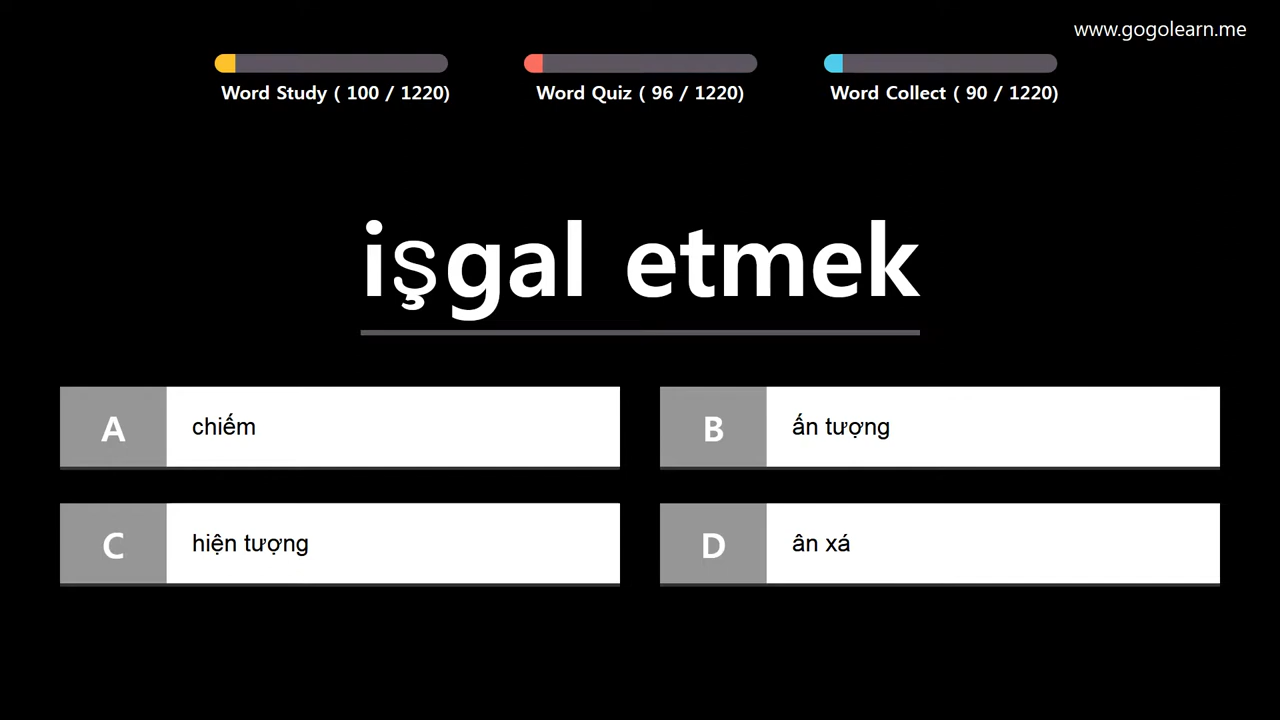 www.gogolearn.me
Word Study ( 100 / 1220)
Word Quiz ( 96 / 1220)
Word Collect ( 90 / 1220)
işgal etmek
A chiếm
B ấn tượng
C hiện tượng
D ân xá